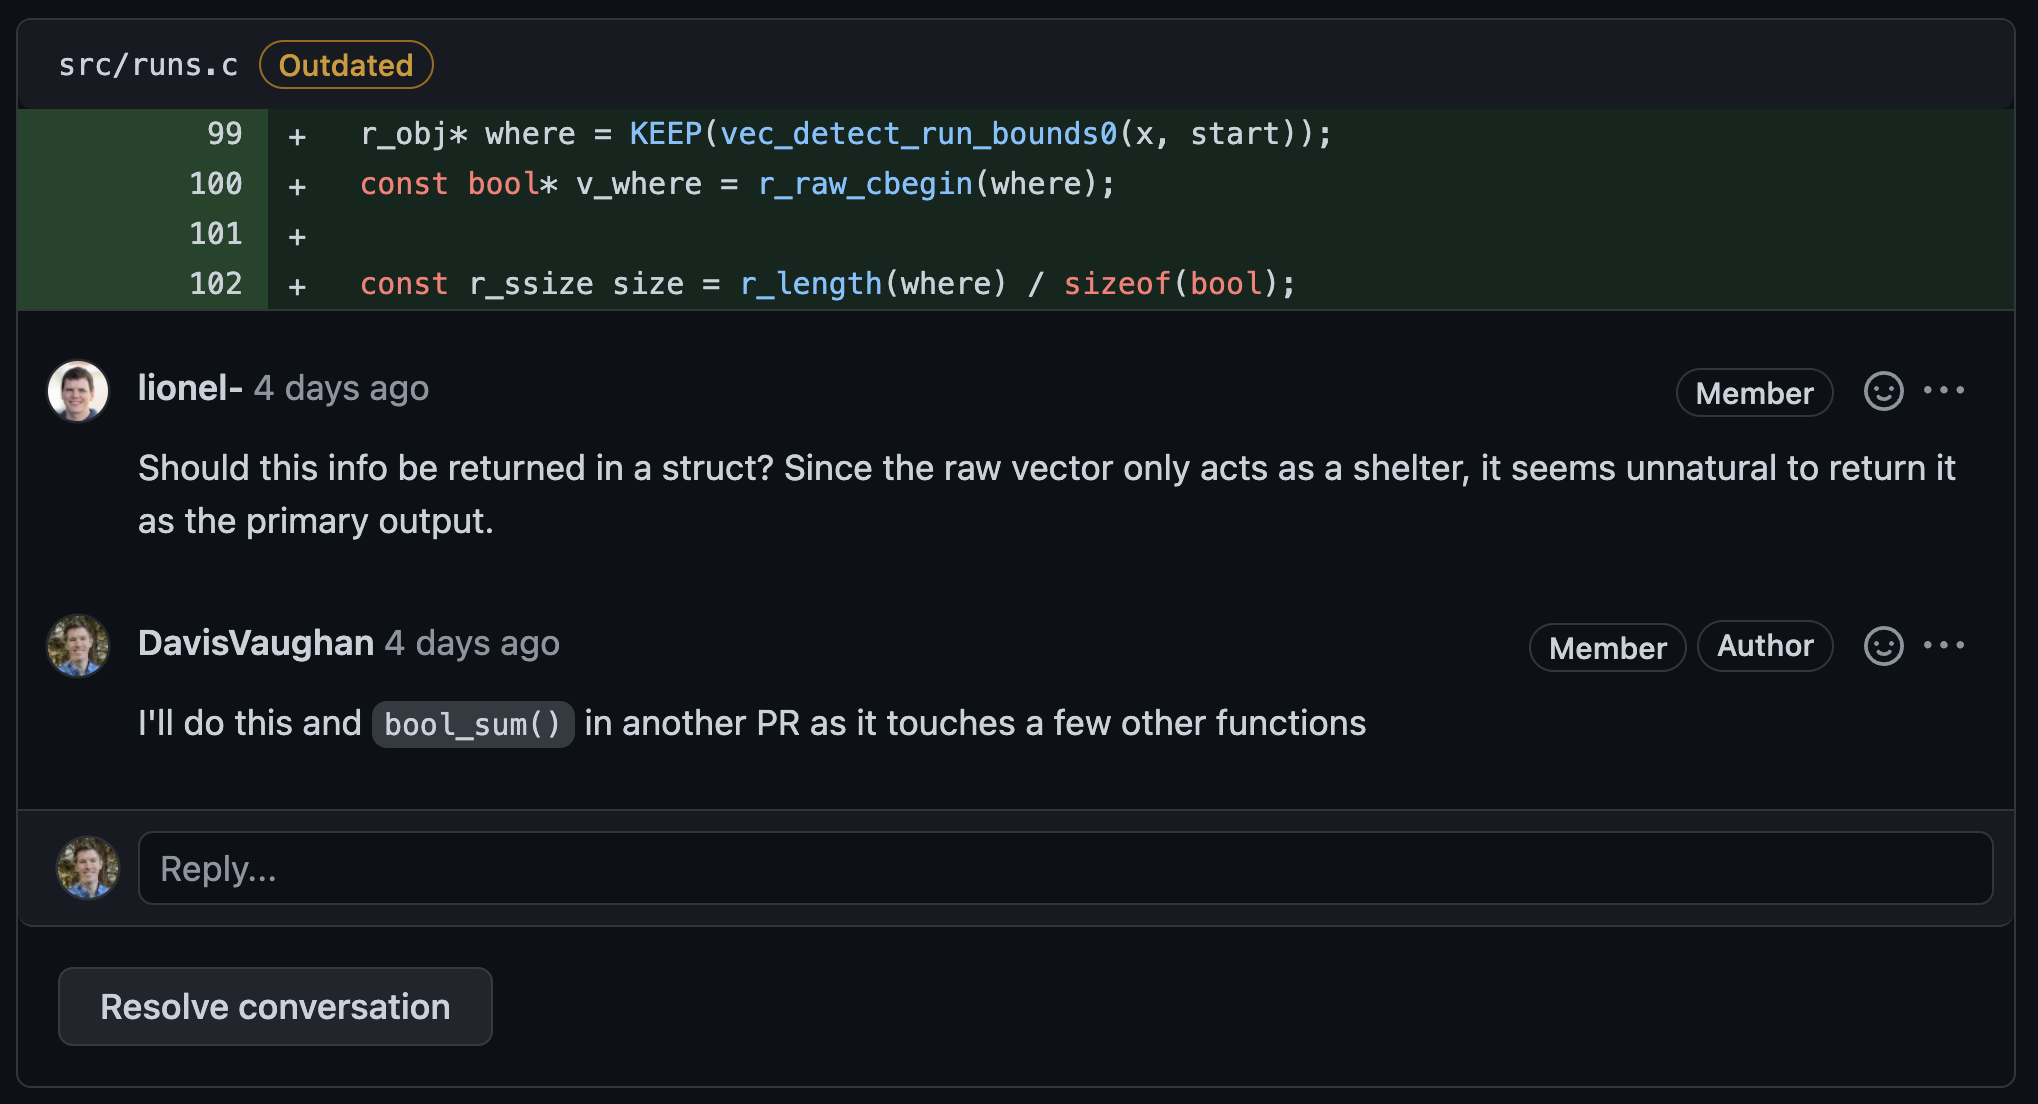 src/runs.c Outdated
99 + r_obj* where = KEEP(vec_detect_run_bounds0(x, start));
100 + const bool* v_where = r_raw_cbegin(where);
101 +
102 + const r_ssize size = r_length(where) / sizeof(bool);
lionel- 4 days ago Member ···
Should this info be returned in a struct? Since the raw vector only acts as a shelter, it seems unnatural to return it
as the primary output.
DavisVaughan 4 days ago Member Author ···
I'll do this and bool_sum() in another PR as it touches a few other functions
Reply...
Resolve conversation